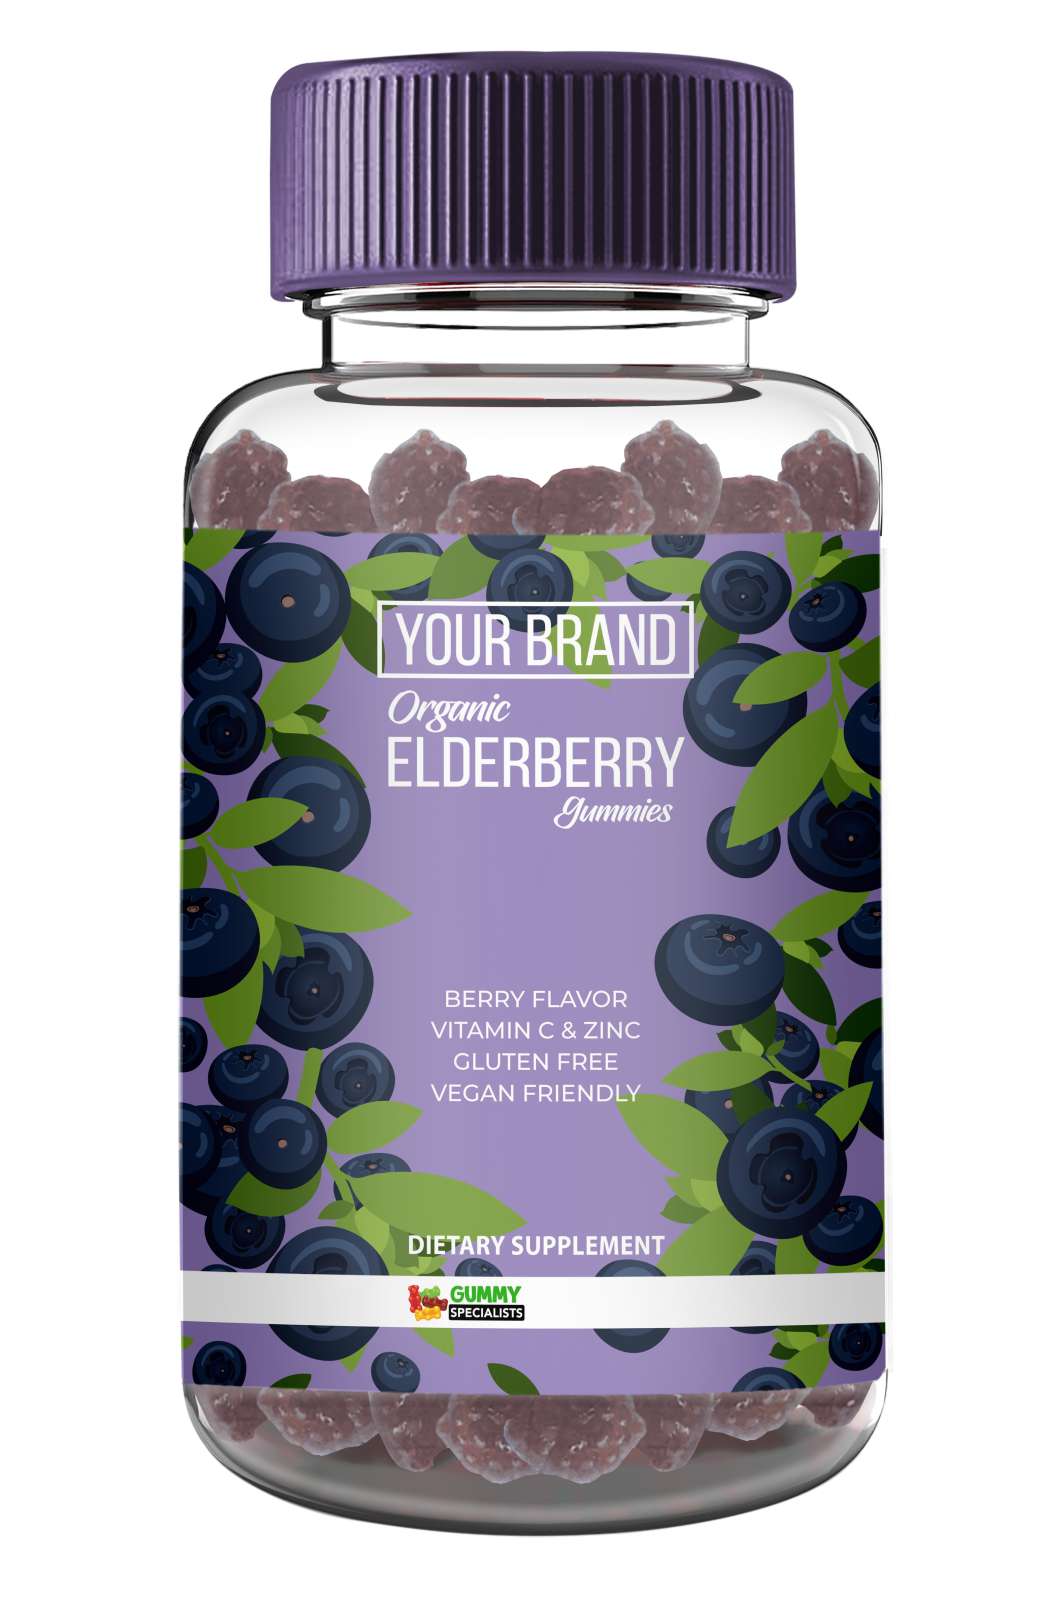 YOUR BRAND
Organic
ELDERBERRY
gummies
BERRY FLAVOR
VITAMIN C & ZINC
GLUTEN FREE
VEGAN FRIENDLY
DIETARY SUPPLEMENT
GUMMY
SPECIALISTS